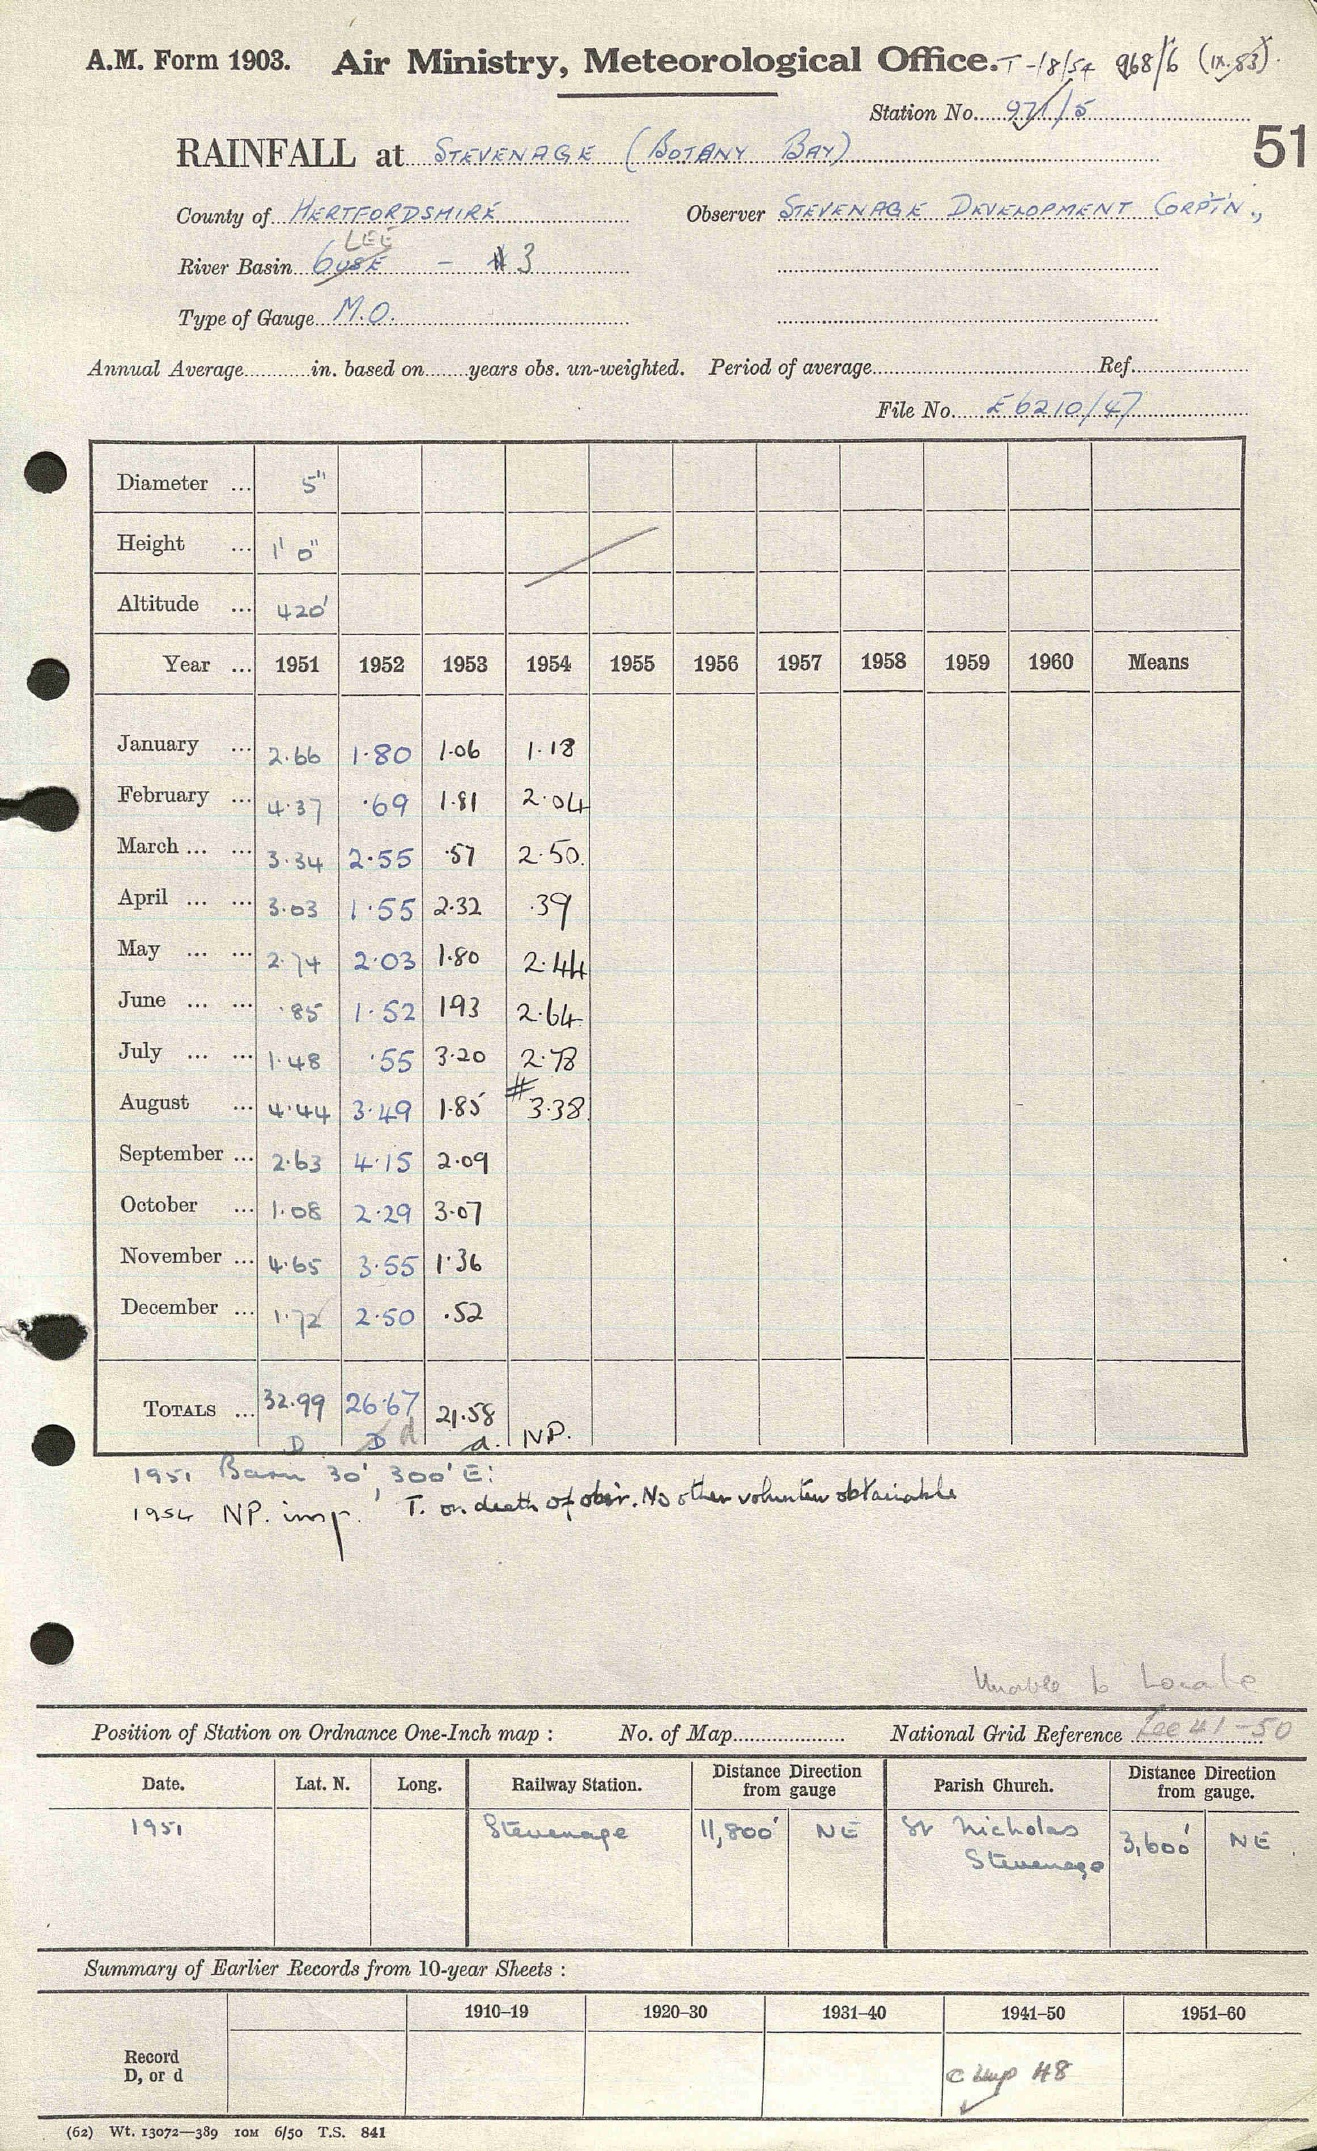 A.M. Form 1903. Air Ministry, Meteorological Office. T -/8/54 968/6 (IX.53).
Station No. 971/5
51
RAINFALL at STEVENAGE (BOTANY BAY)
County of HERTFORDSHIRE Observer STEVENAGE DEVELOPMENT CORPT'N.,
LEE
River Basin OUSE - 3
Type of Gauge M.O.
Annual Average in. based on years obs. un-weighted. Period of average Ref.
File No. E6210/47
Diameter ... 5"
Height ... 1' 0"
Altitude ... 420'
Year ... 1951 1952 1953 1954 1955 1956 1957 1958 1959 1960 Means
January ... 2.66 1.80 1.06 1.18
February ... 4.37 .69 1.81 2.04
March ... ... 3.34 2.55 .57 2.50
April ... ... 3.03 1.55 2.32 .39
May ... ... 2.74 2.03 1.80 2.44
June ... ... .85 1.52 193 2.64
July ... ... 1.48 .55 3.20 2.78
August ... 4.44 3.49 1.85 # 3.38
September ... 2.63 4.15 2.09
October ... 1.08 2.29 3.07
November ... 4.65 3.55 1.36
December ... 1.72 2.50 .52
TOTALS ... 32.99 26.67 21.58
D D d d. NP.
1951 Barn 30', 300' E:
1954 NP. imp. T. on death of obsr. No other volunteer obtainable
Unable to Locate
Position of Station on Ordnance One-Inch map : No. of Map National Grid Reference See 41-50
Date. Lat. N. Long. Railway Station. Distance Direction from gauge Parish Church. Distance Direction from gauge.
1951 Stevenage 11,800' NE St Nicholas Stevenage 3,600' NE
Summary of Earlier Records from 10-year Sheets :
1910–19 1920–30 1931–40 1941–50 1951–60
Record
D, or d c imp 48
(62) Wt. 13072—389 10M 6/50 T.S. 841